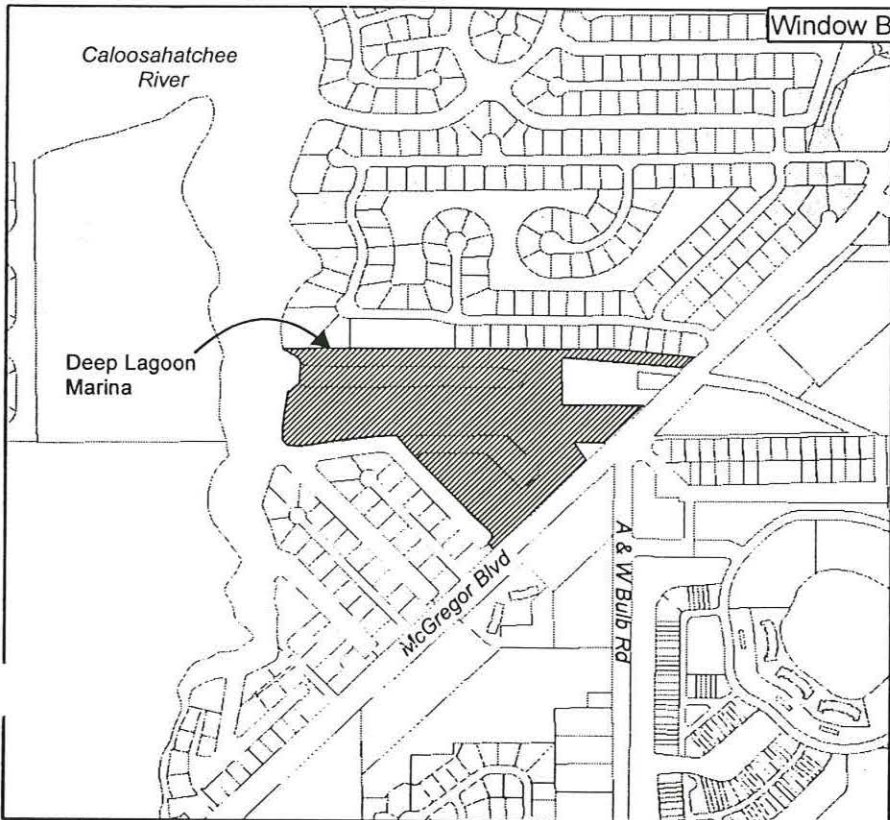 Window B
Caloosahatchee
River
Deep Lagoon
Marina
McGregor Blvd
A & W Bulb Rd